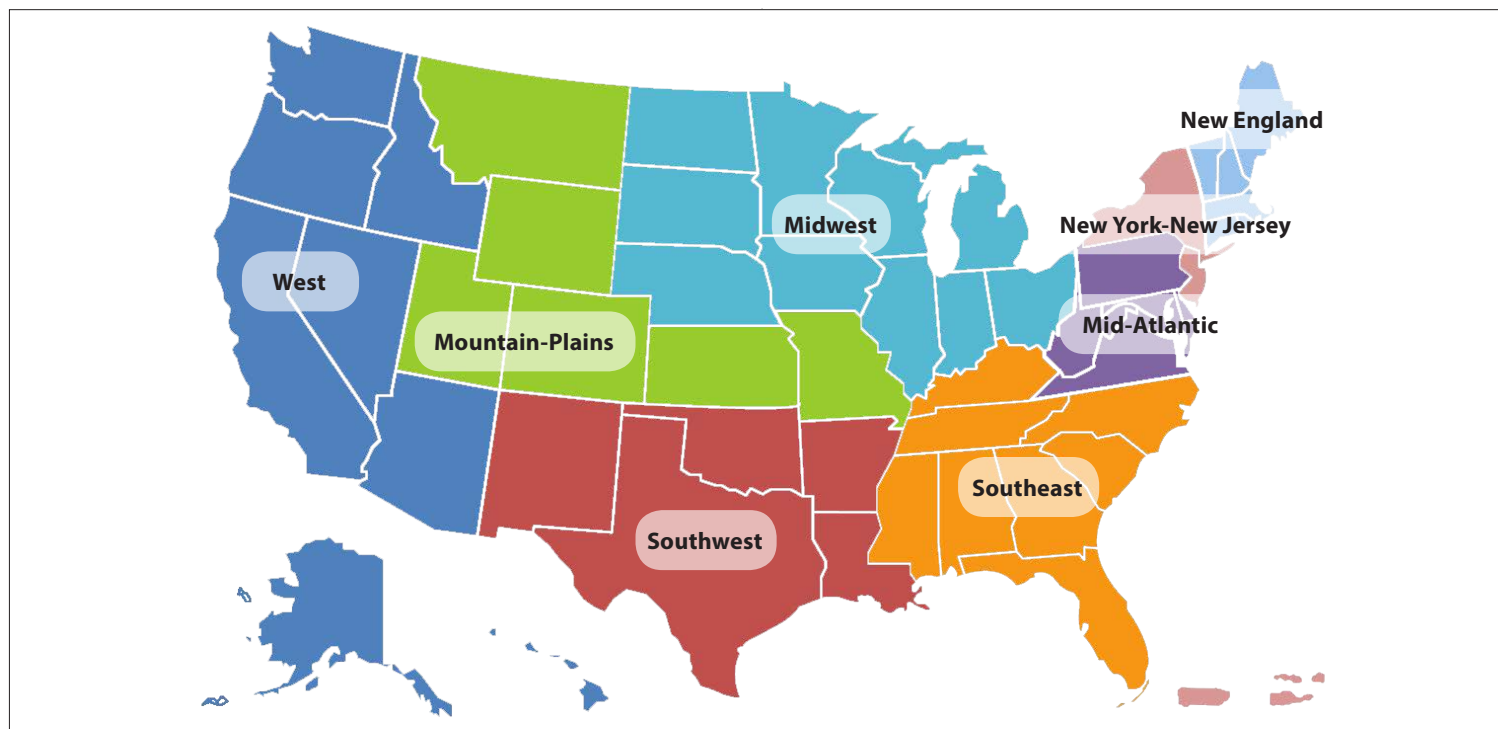 New England
New York-New Jersey
Midwest
West
Mid-Atlantic
Mountain-Plains
Southeast
Southwest